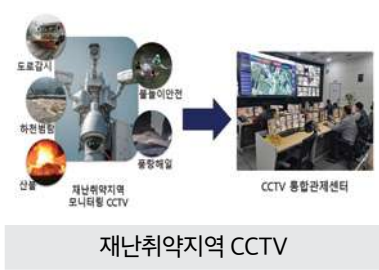 도로감시
물놀이안전
하천범람
풍랑해일
산불
재난취약지역
모니터링 CCTV
CCTV 통합관제센터
재난취약지역 CCTV